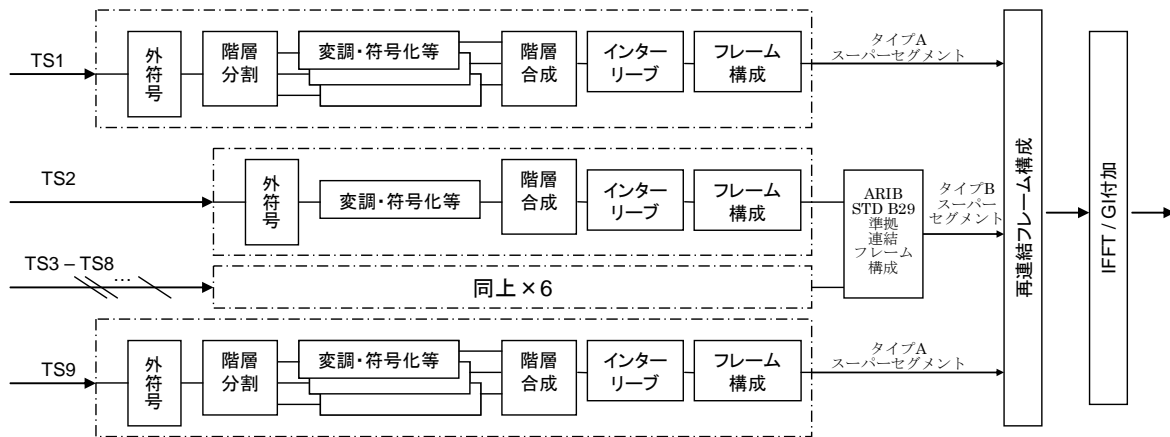 TS1
外
符
号
階層
分割
変調・符号化等
階層
合成
インター
リーブ
フレーム
構成
タイプA
スーパーセグメント
TS2
外
符
号
変調・符号化等
階層
合成
インター
リーブ
フレーム
構成
ARIB
STD B29
準拠
連結
フレーム
構成
タイプB
スーパー
セグメント
TS3 – TS8
…
同上×6
TS9
外
符
号
階層
分割
変調・符号化等
階層
合成
インター
リーブ
フレーム
構成
タイプA
スーパーセグメント
再連結フレーム構成
IFFT / GI付加